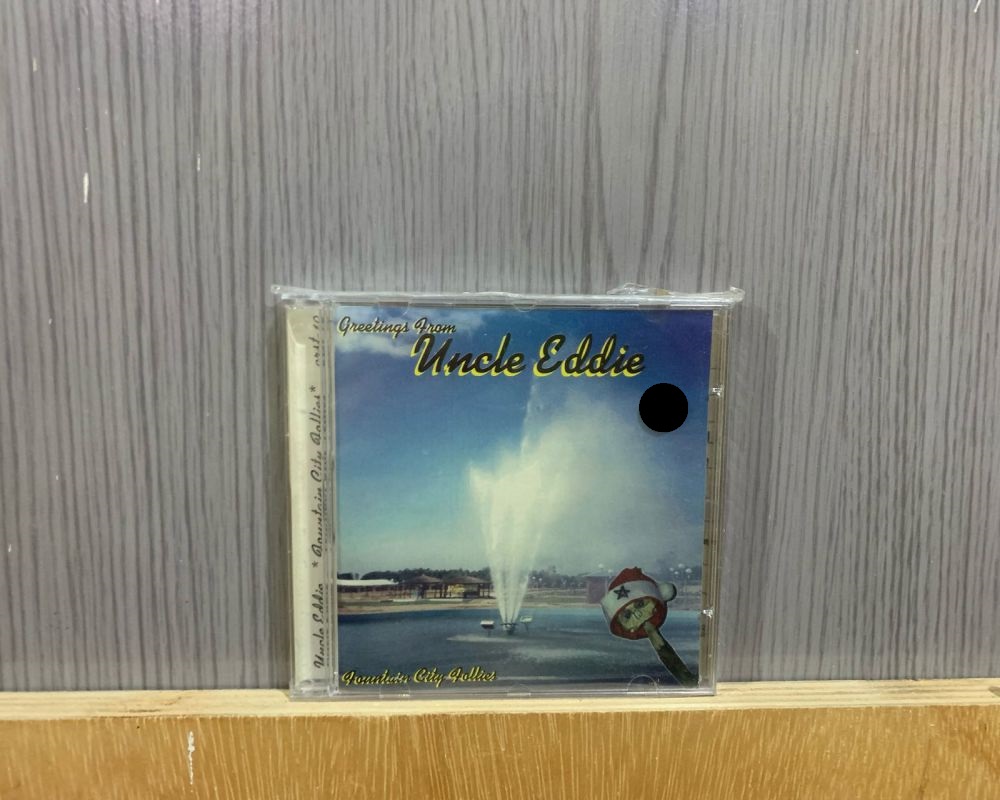 Greetings From
Uncle Eddie
Fountain City Follies
Uncle Eddie * Fountain City Follies*